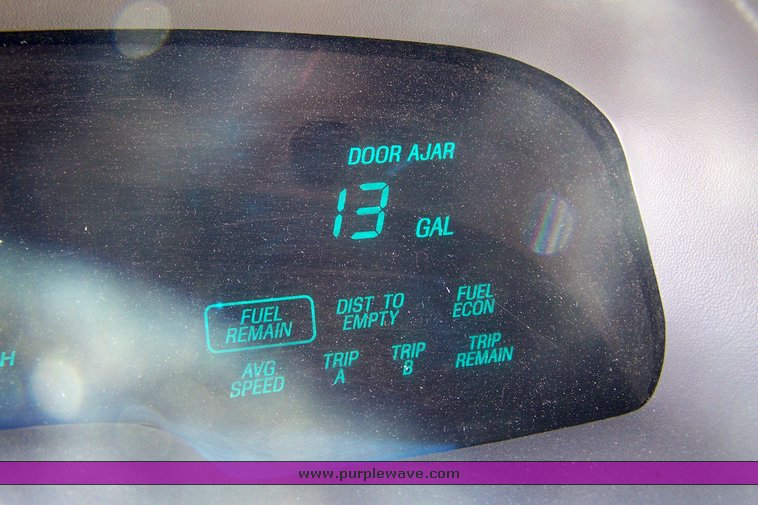 DOOR AJAR
13 GAL
FUEL
REMAIN
DIST TO
EMPTY
FUEL
ECON
H
AVG
SPEED
TRIP
A
TRIP
B
TRIP
REMAIN
www.purplewave.com